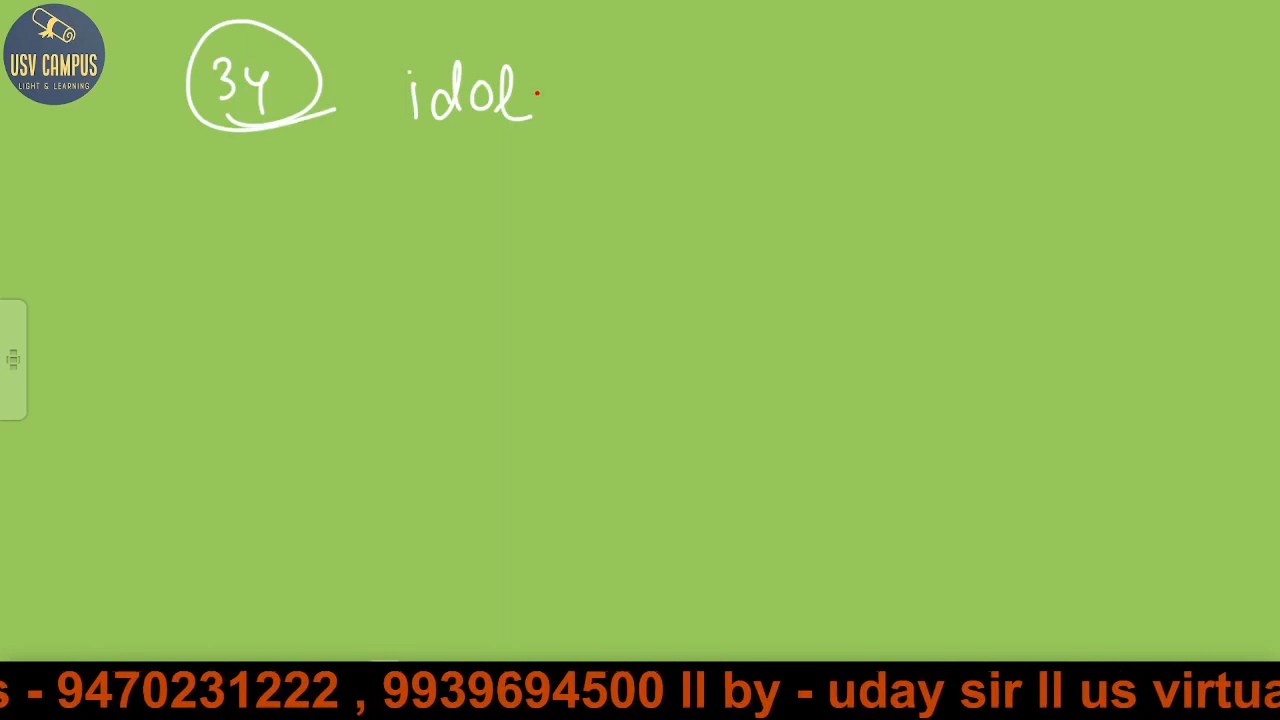 USV CAMPUS
LIGHT & LEARNING
34 idol
s - 9470231222 , 9939694500 ll by - uday sir ll us virtua